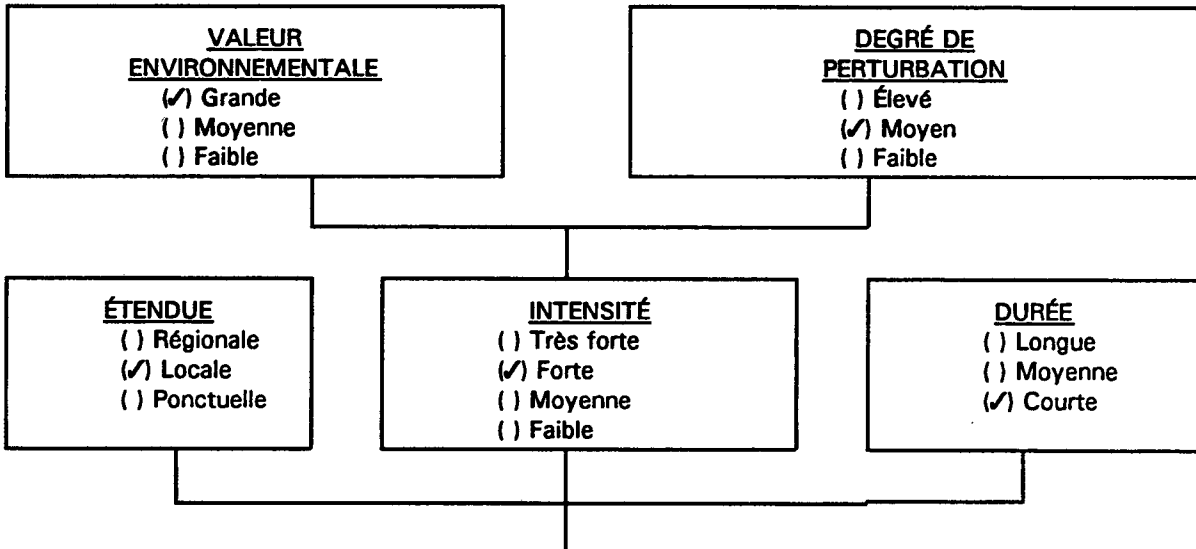 VALEUR
ENVIRONNEMENTALE
(✓) Grande
( ) Moyenne
( ) Faible
DEGRÉ DE
PERTURBATION
( ) Élevé
(✓) Moyen
( ) Faible
ÉTENDUE
( ) Régionale
(✓) Locale
( ) Ponctuelle
INTENSITÉ
( ) Très forte
(✓) Forte
( ) Moyenne
( ) Faible
DURÉE
( ) Longue
( ) Moyenne
(✓) Courte